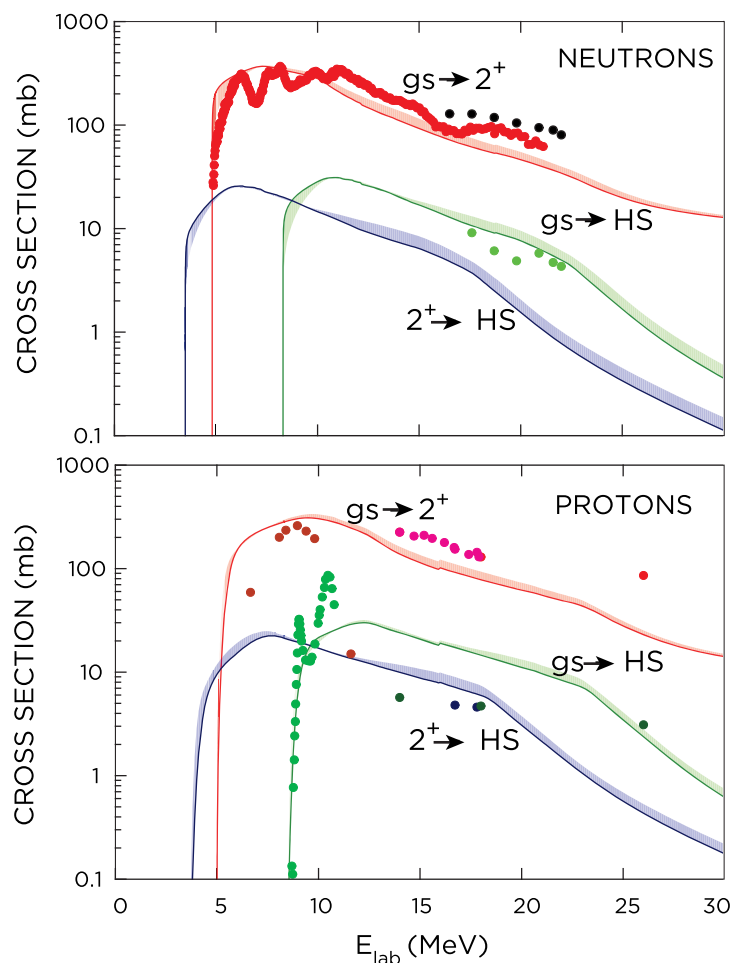 1000
NEUTRONS
gs→2⁺
100
CROSS SECTION (mb)
10
gs→HS
1
2⁺→ HS
0.1
1000
PROTONS
gs→2⁺
100
CROSS SECTION (mb)
10
gs→HS
2⁺→ HS
1
0.1
0 5 10 15 20 25 30
E_lab (MeV)